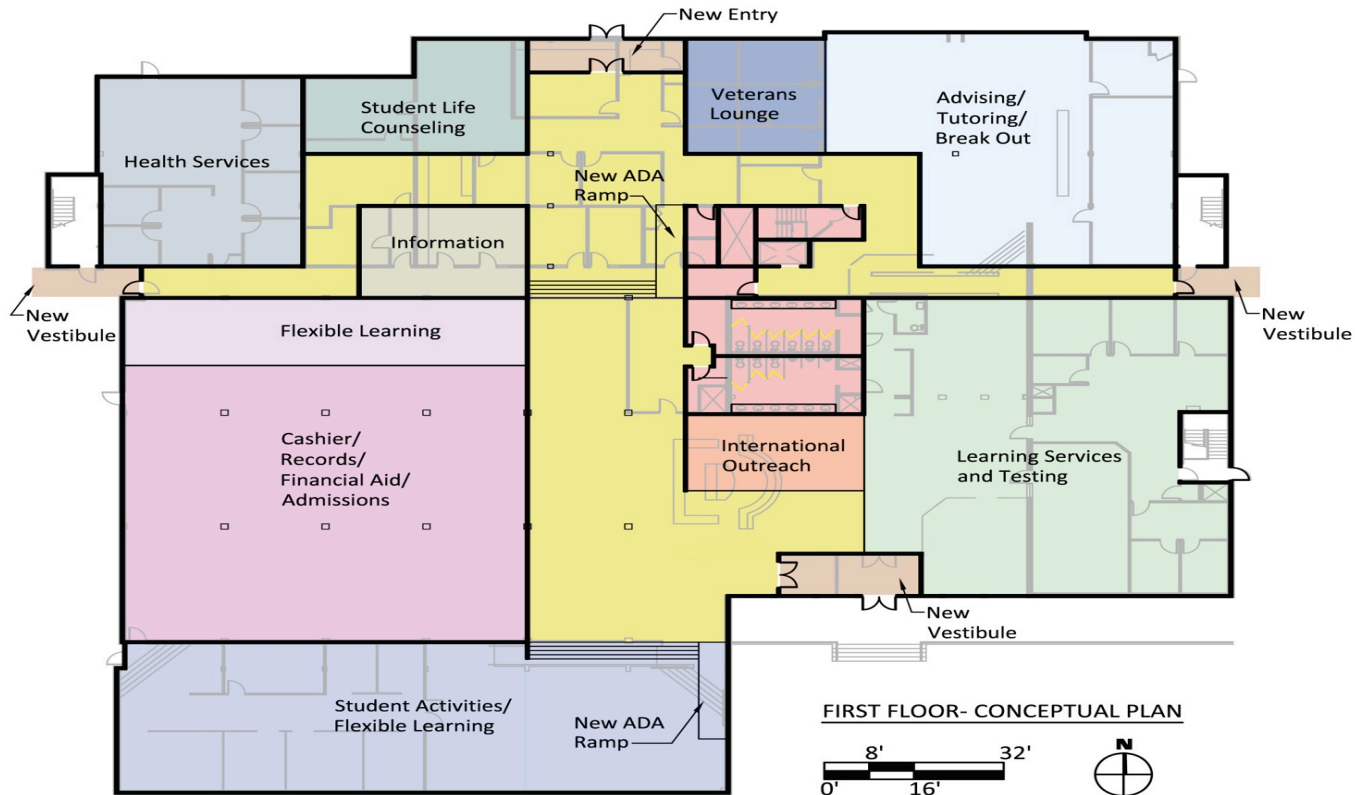 New Entry
Student Life
Counseling
Veterans
Lounge
Advising/
Tutoring/
Break Out
Health Services
New ADA
Ramp
Information
New
Vestibule
New
Vestibule
Flexible Learning
Cashier/
Records/
Financial Aid/
Admissions
International
Outreach
Learning Services
and Testing
New
Vestibule
Student Activities/
Flexible Learning
New ADA
Ramp
FIRST FLOOR- CONCEPTUAL PLAN
8' 32'
0' 16'
N